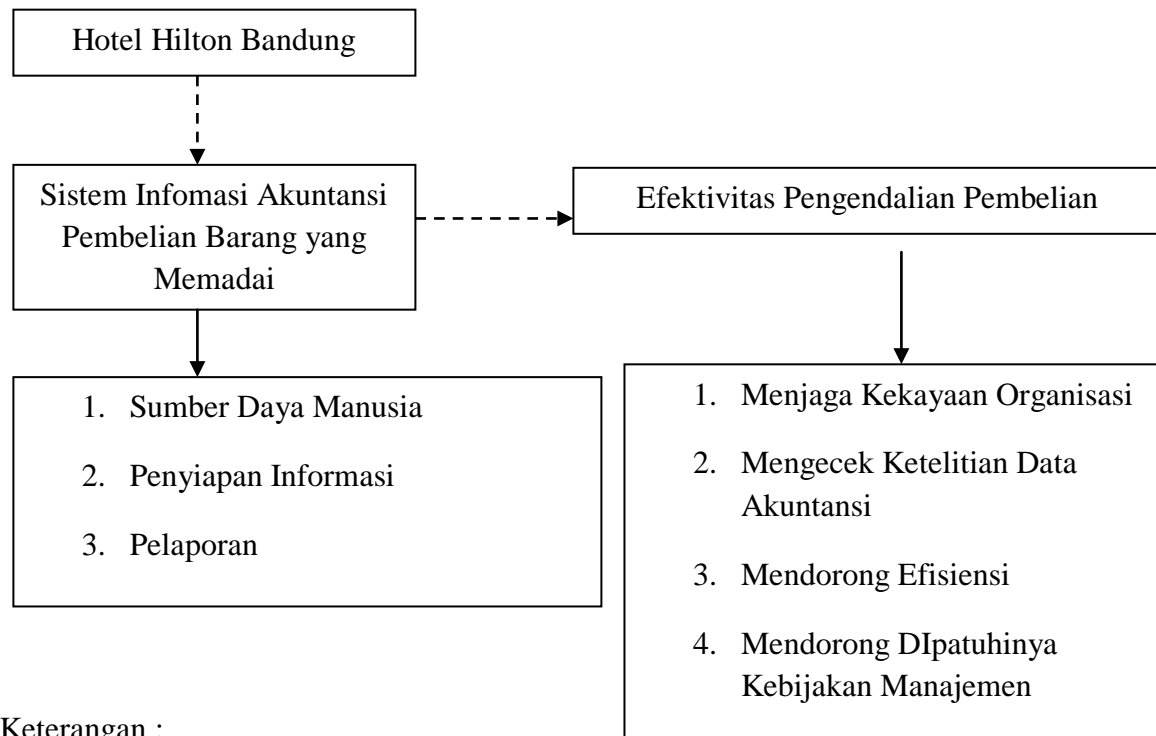 Hotel Hilton Bandung
Sistem Infomasi Akuntansi
Pembelian Barang yang
Memadai
Efektivitas Pengendalian Pembelian
1. Sumber Daya Manusia
2. Penyiapan Informasi
3. Pelaporan
1. Menjaga Kekayaan Organisasi
2. Mengecek Ketelitian Data
Akuntansi
3. Mendorong Efisiensi
4. Mendorong DIpatuhinya
Kebijakan Manajemen
Keterangan :